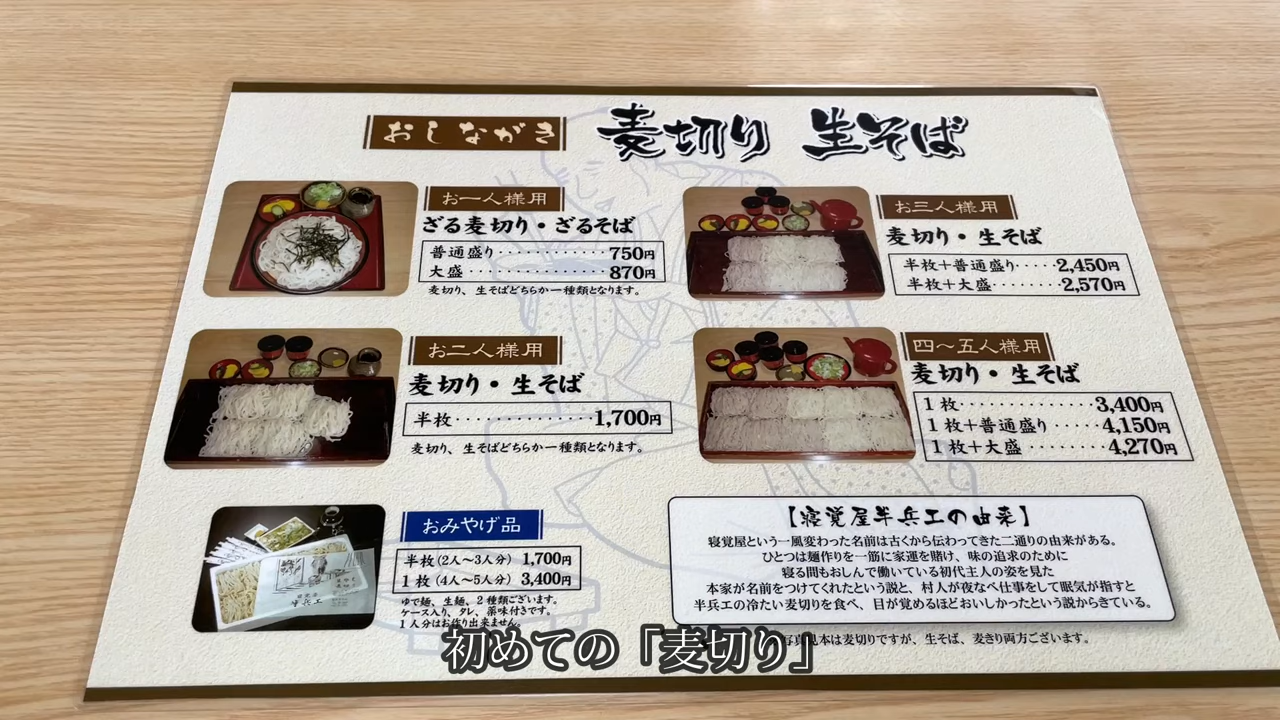 おしながき 麦切り 生そば
お一人様用
ざる麦切り・ざるそば
普通盛り・・・・・・・・・・750円
大盛・・・・・・・・・・・・・870円
麦切り、生そばどちらか一種類となります。
お二人様用
麦切り・生そば
半枚・・・・・・・・・・・・1,700円
麦切り、生そばどちらか一種類となります。
お三人様用
麦切り・生そば
半枚+普通盛り・・・・・2,450円
半枚+大盛・・・・・・・・2,570円
四〜五人様用
麦切り・生そば
1枚・・・・・・・・・・・・・・3,400円
1枚+普通盛り・・・・・・4,150円
1枚+大盛・・・・・・・・・4,270円
おみやげ品
半枚(2人〜3人分) 1,700円
1枚(4人〜5人分) 3,400円
ゆで麺、生麺、2種類ございます。
ケース入り、タレ、薬味付きです。
1人分はお作り出来ません。
半兵エ
【寝覚屋半兵エの由来】
寝覚屋という一風変わった名前は古くから伝わってきた二通りの由来がある。
ひとつは麺作りを一筋に家運を賭け、味の追求のために
寝る間もおしんで働いている初代主人の姿を見た
本家が名前をつけてくれたという説と、村人が夜なべ仕事をして眠気が指すと
半兵エの冷たい麦切りを食べ、目が覚めるほどおいしかったという説からきている。
写真見本は麦切りですが、生そば、麦きり両方ございます。
初めての「麦切り」